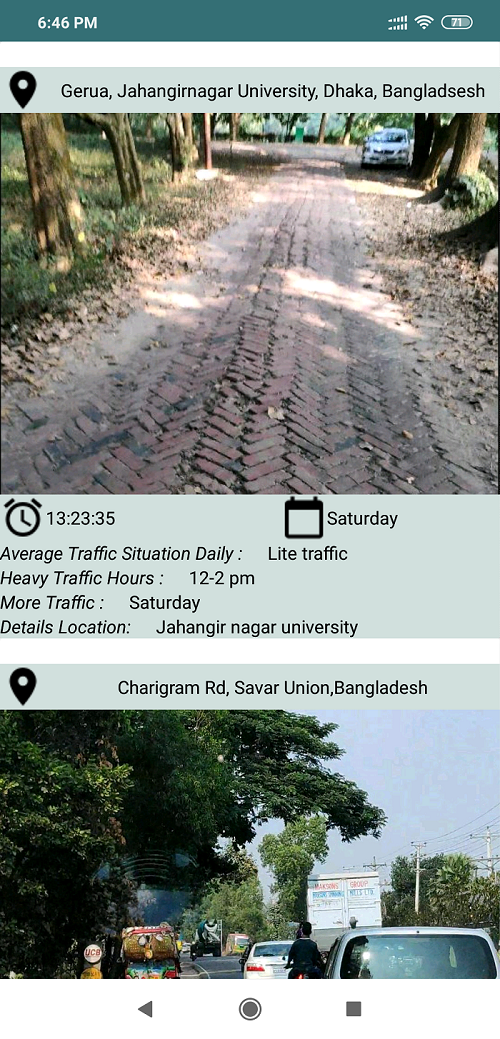 6:46 PM 71
Gerua, Jahangirnagar University, Dhaka, Bangladsesh
13:23:35 Saturday
Average Traffic Situation Daily : Lite traffic
Heavy Traffic Hours : 12-2 pm
More Traffic : Saturday
Details Location: Jahangir nagar university
Charigram Rd, Savar Union,Bangladesh
GROUP
UCB